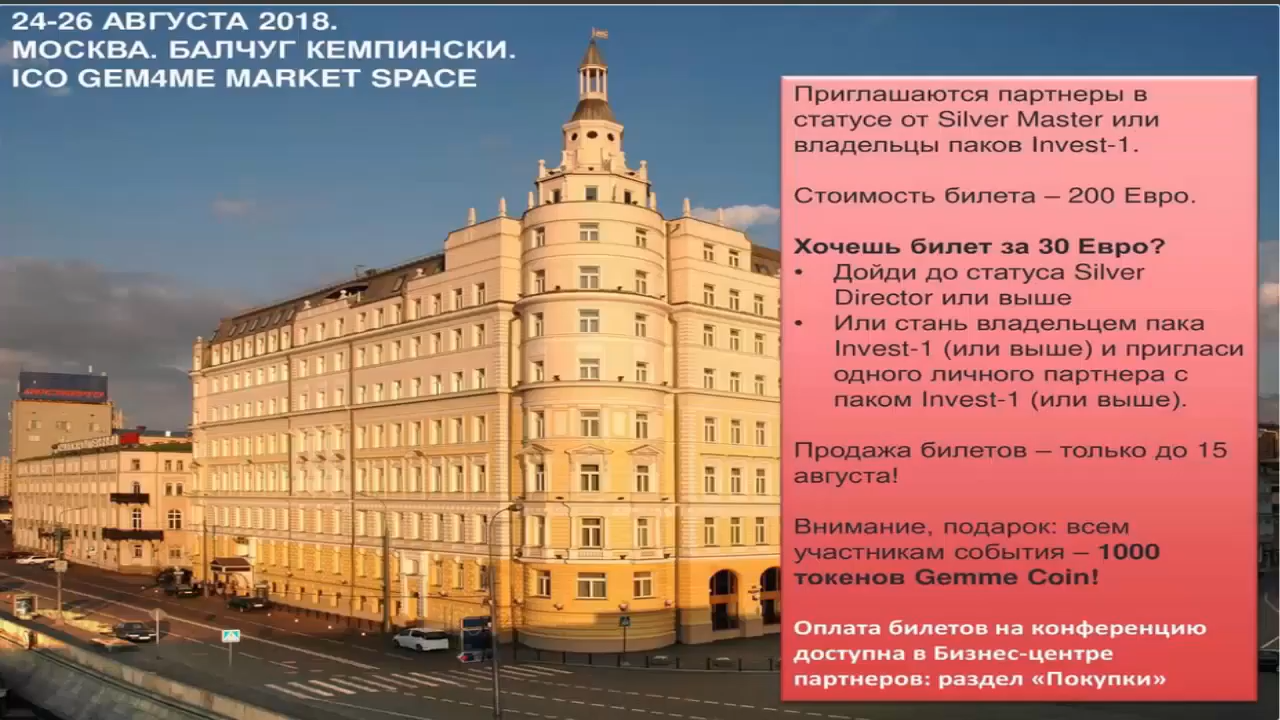 24-26 АВГУСТА 2018.
МОСКВА. БАЛЧУГ КЕМПИНСКИ.
ICO GEM4ME MARKET SPACE
Приглашаются партнеры в
статусе от Silver Master или
владельцы паков Invest-1.
Стоимость билета – 200 Евро.
Хочешь билет за 30 Евро?
• Дойди до статуса Silver
Director или выше
• Или стань владельцем пака
Invest-1 (или выше) и пригласи
одного личного партнера с
паком Invest-1 (или выше).
Продажа билетов – только до 15
августа!
Внимание, подарок: всем
участникам события – 1000
токенов Gemme Coin!
Оплата билетов на конференцию
доступна в Бизнес-центре
партнеров: раздел «Покупки»